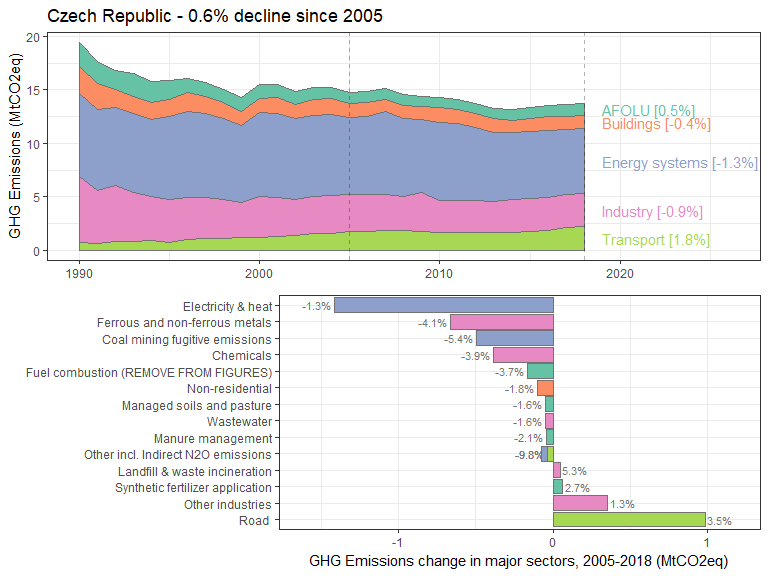 Czech Republic - 0.6% decline since 2005
GHG Emissions (MtCO2eq)
20
15
10
5
0
AFOLU [0.5%]
Buildings [-0.4%]
Energy systems [-1.3%]
Industry [-0.9%]
Transport [1.8%]
1990 2000 2010 2020
Electricity & heat -1.3%
Ferrous and non-ferrous metals -4.1%
Coal mining fugitive emissions -5.4%
Chemicals -3.9%
Fuel combustion (REMOVE FROM FIGURES) -3.7%
Non-residential -1.8%
Managed soils and pasture -1.6%
Wastewater -1.6%
Manure management -2.1%
Other incl. Indirect N2O emissions -9.8%
Landfill & waste incineration 5.3%
Synthetic fertilizer application 2.7%
Other industries 1.3%
Road 3.5%
-1 0 1
GHG Emissions change in major sectors, 2005-2018 (MtCO2eq)